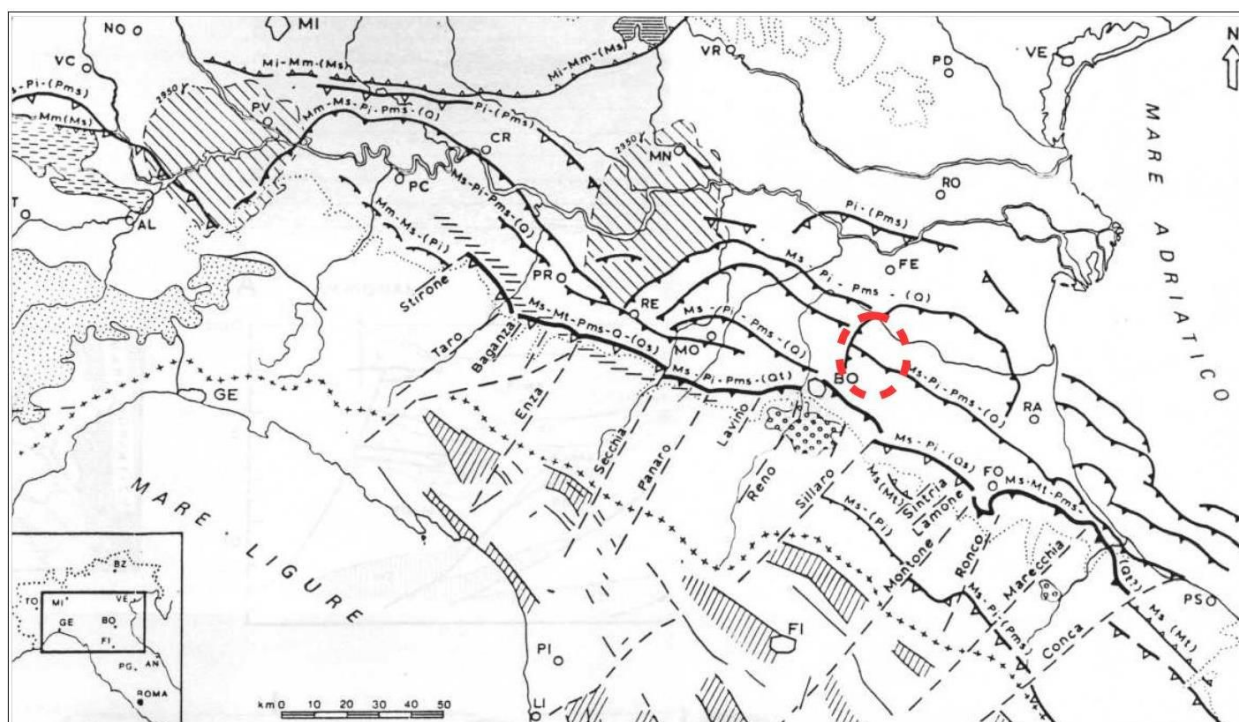 NO
MI
VC
VR
PD
VE
N
Mi-Mm-(Ms)
Mi-Mm-(Ms)
s-Pi-(Pms)
Mm(Ms)
2950γ
PV
Mm-Ms-Pi-Pms-(Q)
Pi-(Pms)
CR
2950γ
MN
PC
RO
T
AL
Ms-Pi-Pms-(Q)
Pi-(Pms)
Mm-Ms-(Pi)
FE
MARE ADRIATICO
Stirone
PR
RE
Ms-Pi-Pms-(Q)
Ms-Pi-Pms-(Q)
MO
Ms-Mt-Pms-Q-(Qs)
Taro
Baganza
Enza
Ms-Pi-Pms-(Qt)
BO
Ms-Pi-Pms-(Q)
RA
GE
Secchia
Panaro
Lavino
Reno
Sillaro
Ms-Pi-(Qs)
FO
Ms-Mt-Pms-
Ms(Mt)
Sintria
Lamone
Ms-(Pi)
Montone
Ronco
Marecchia
(Qt?)
MARE LIGURE
Ms-Pi-(Pms)
Conca
Ms(Mt)
PS
FI
PI
LI
BZ
TO
MI
VE
GE
BO
FI
PG
AN
ROMA
km 0 10 20 30 40 50